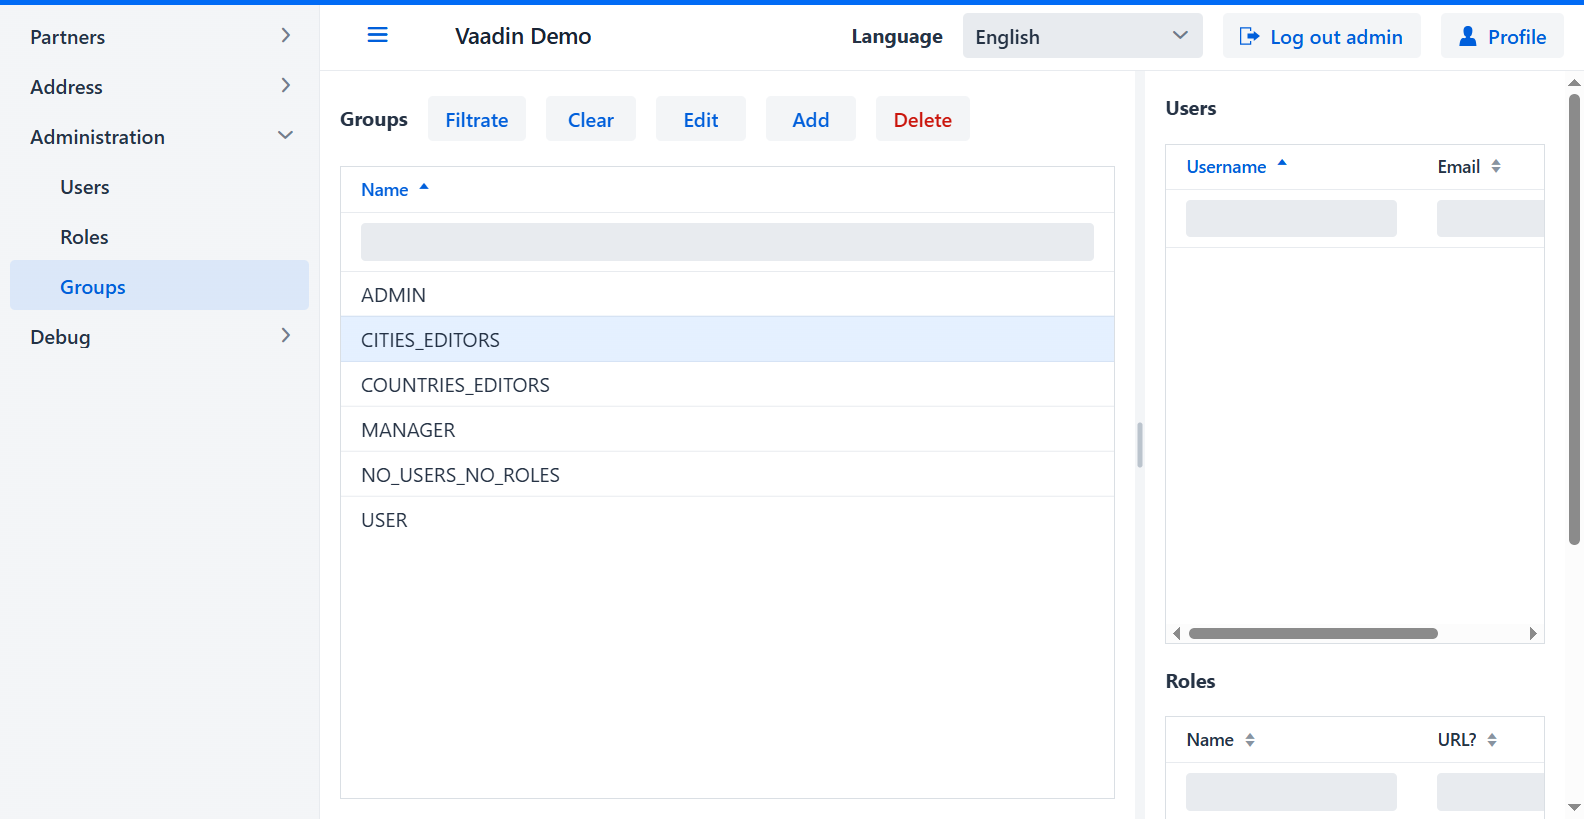 Partners
Address
Administration
Users
Roles
Groups
Debug
Vaadin Demo
Language
English
Log out admin
Profile
Groups
Filtrate
Clear
Edit
Add
Delete
Name
ADMIN
CITIES_EDITORS
COUNTRIES_EDITORS
MANAGER
NO_USERS_NO_ROLES
USER
Users
Username
Email
Roles
Name
URL?